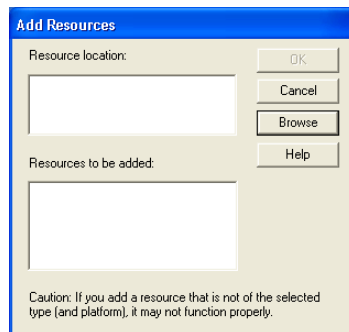 Add Resources
Resource location:
OK
Cancel
Browse
Help
Resources to be added:
Caution: If you add a resource that is not of the selected
type (and platform), it may not function properly.